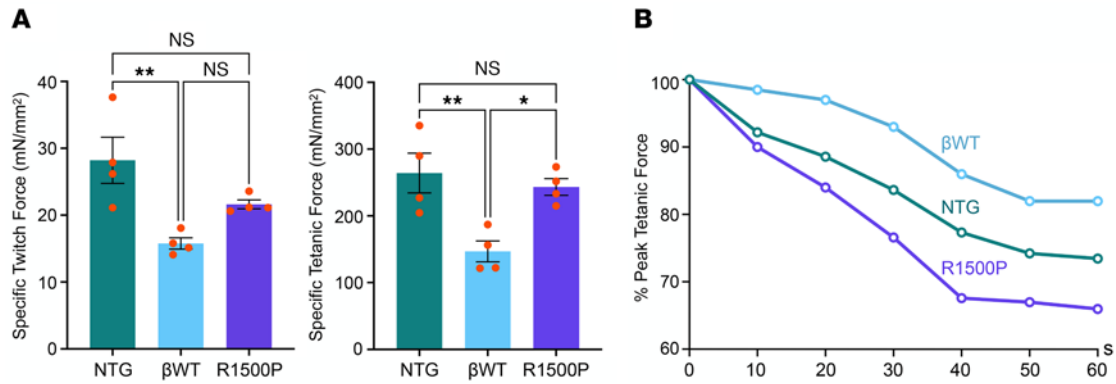 A
Specific Twitch Force (mN/mm²)
40
30
20
10
0
NS
**
NS
NTG
βWT
R1500P
Specific Tetanic Force (mN/mm²)
400
300
200
100
0
NS
**
*
NTG
βWT
R1500P
B
% Peak Tetanic Force
100
90
80
70
60
βWT
NTG
R1500P
0
10
20
30
40
50
60
s